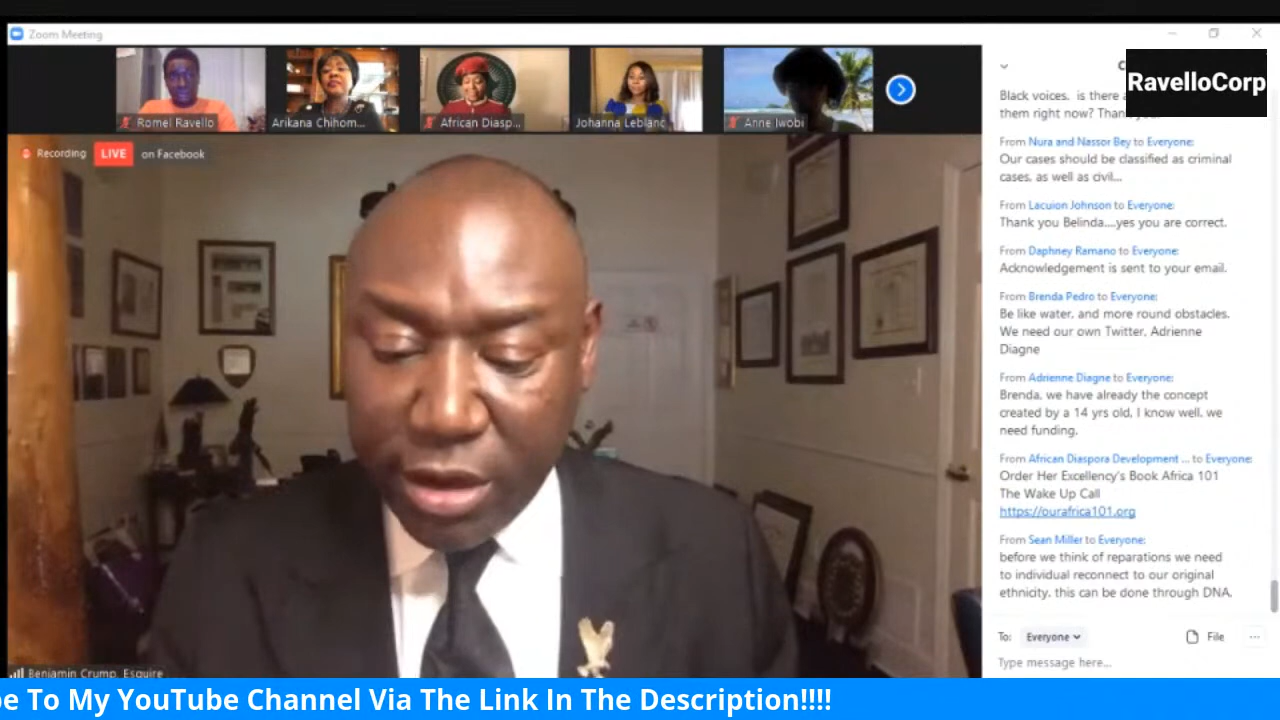 Zoom Meeting
Romel Ravello
Arikana Chihom...
African Diasp...
Johanna Leblanc
Anne Iwobi
Recording
LIVE
on Facebook
RavelloCorp
Black voices. is there
them right now?
From Nura and Nassor Bey to Everyone:
Our cases should be classified as criminal
cases, as well as civil...
From Lacuion Johnson to Everyone:
Thank you Belinda....yes you are correct.
From Daphney Ramano to Everyone:
Acknowledgement is sent to your email.
From Brenda Pedro to Everyone:
Be like water, and more round obstacles.
We need our own Twitter, Adrienne
Diagne
From Adrienne Diagne to Everyone:
Brenda, we have already the concept
created by a 14 yrs old, I know well, we
need funding.
From African Diaspora Development ... to Everyone:
Order Her Excellency's Book Africa 101
The Wake Up Call
https://ourafrica101.org
From Sean Miller to Everyone:
before we think of reparations we need
to individual reconnect to our original
ethnicity, this can be done through DNA.
To: Everyone
File
...
Type message here...
Benjamin Crump, Esquire
be To My YouTube Channel Via The Link In The Description!!!!